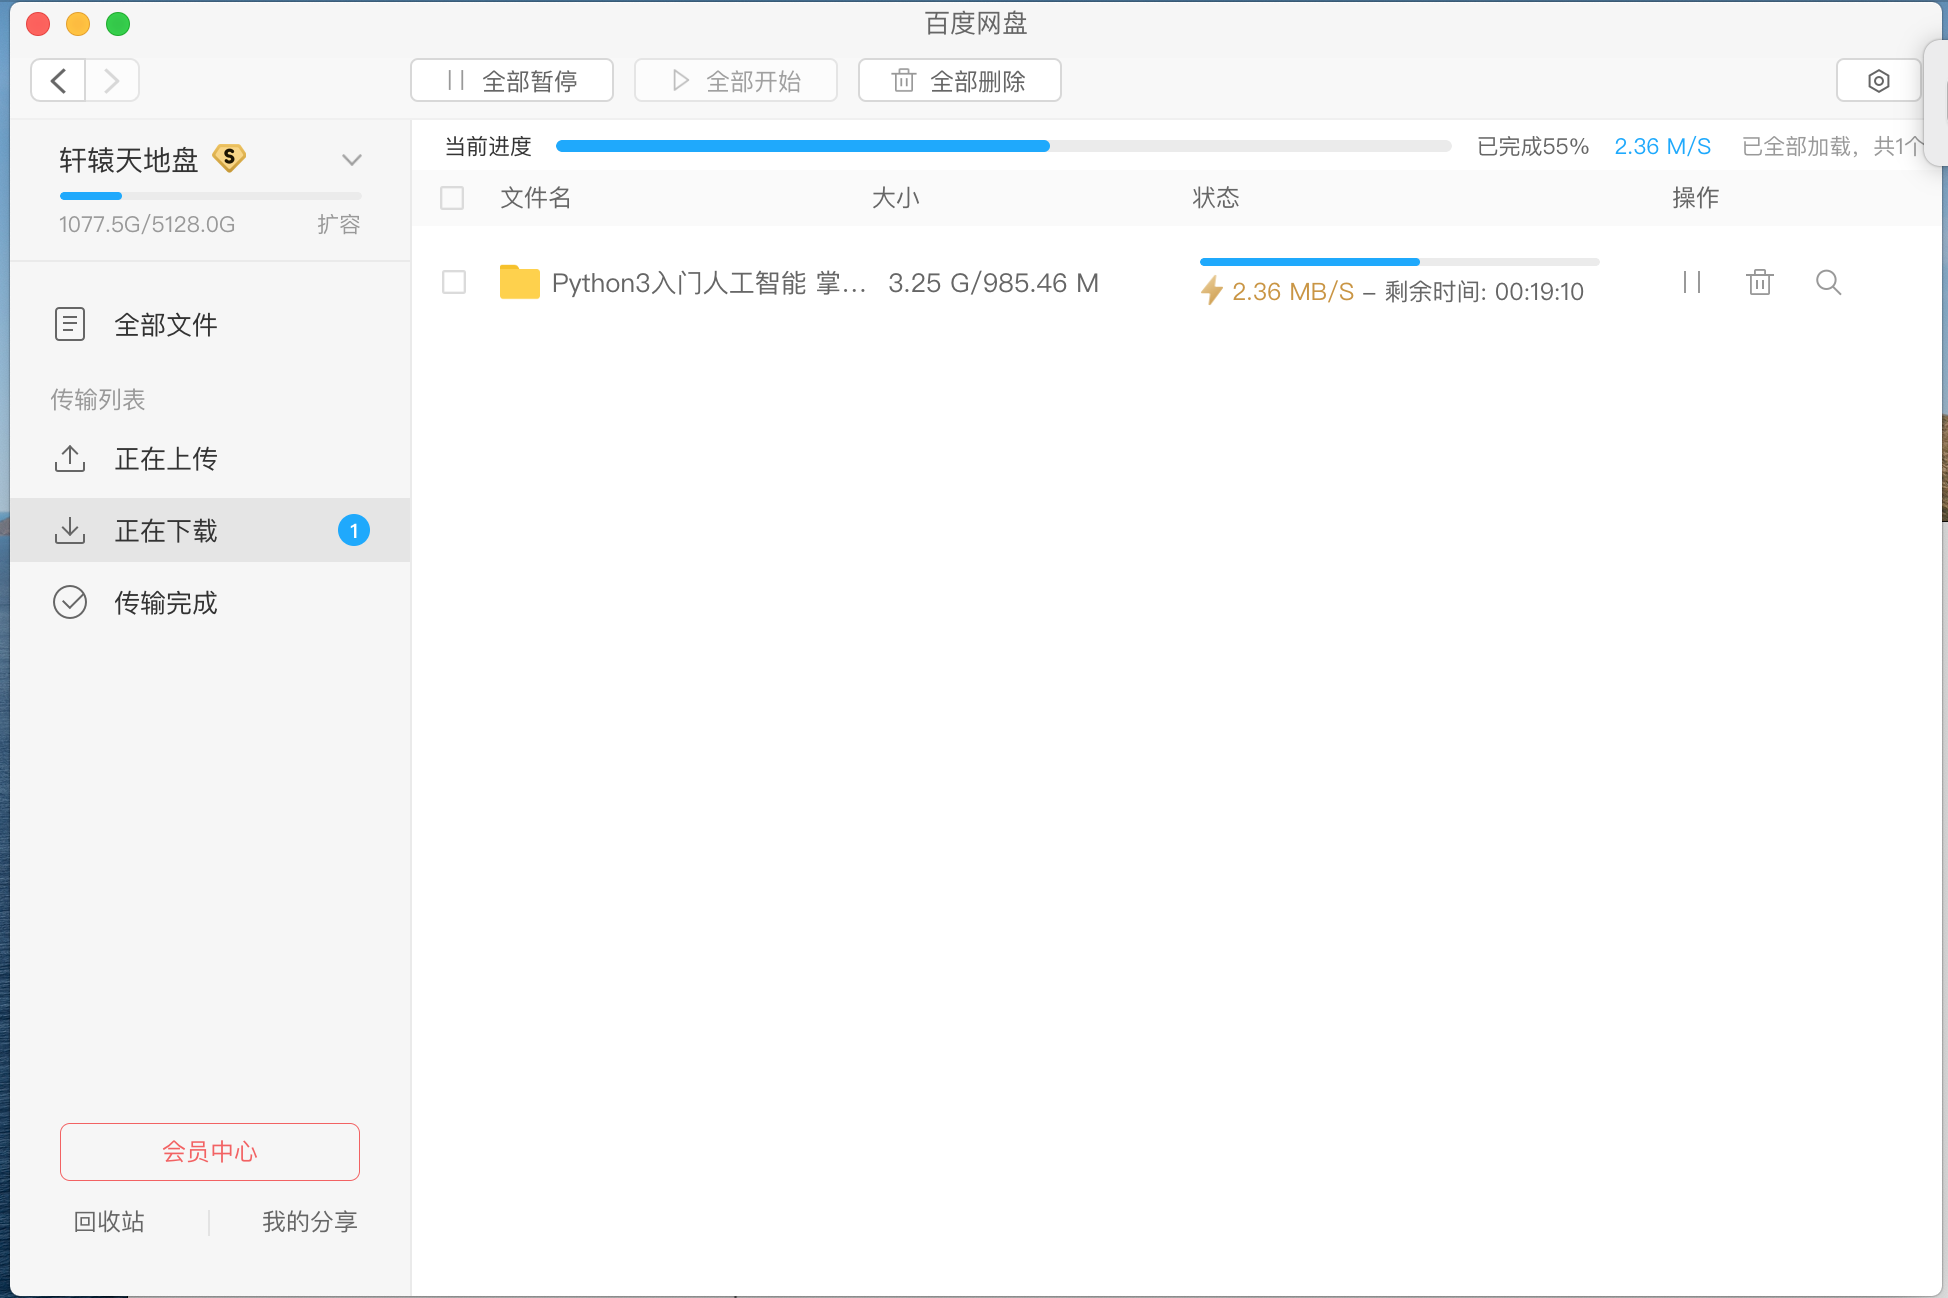 百度网盘
全部暂停
全部开始
全部删除
轩辕天地盘
S
1077.5G/5128.0G
扩容
全部文件
传输列表
正在上传
正在下载
1
传输完成
会员中心
回收站
我的分享
当前进度
已完成55%
2.36 M/S
已全部加载，共1个
文件名
大小
状态
操作
Python3入门人工智能 掌...
3.25 G/985.46 M
2.36 MB/S – 剩余时间: 00:19:10